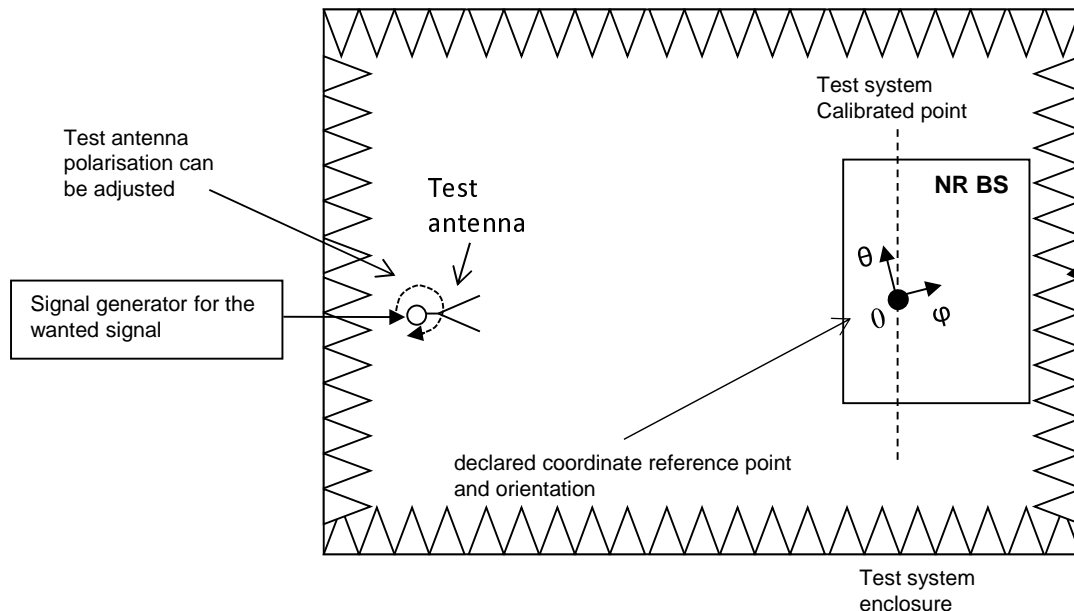 Test system
Calibrated point
Test antenna
polarisation can
be adjusted
Test
antenna
NR BS
θ
Signal generator for the
wanted signal
0
φ
declared coordinate reference point
and orientation
Test system
enclosure